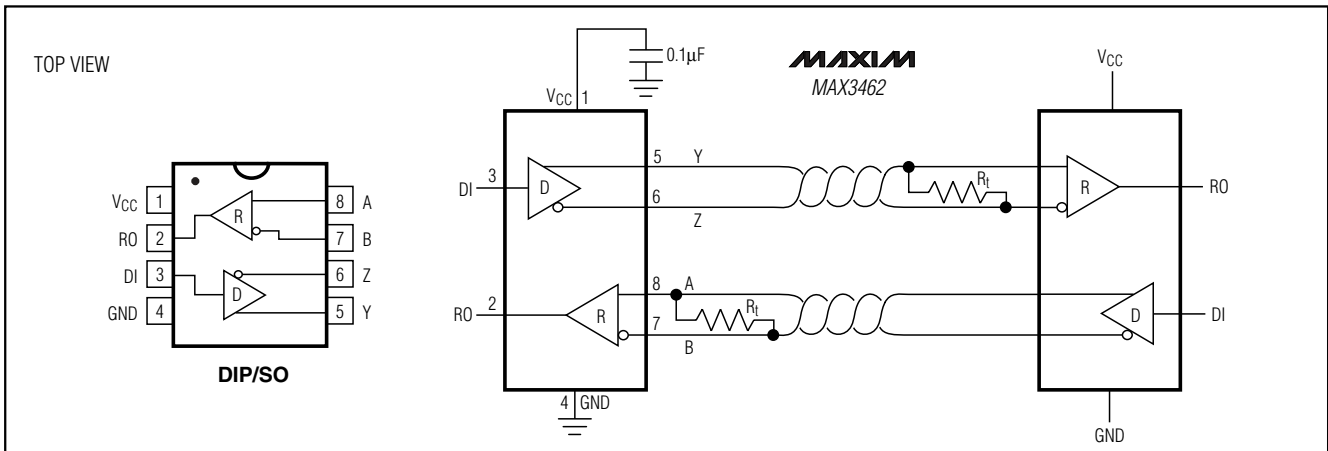 TOP VIEW
VCC 1
RO 2
DI 3
GND 4
8 A
7 B
6 Z
5 Y
R
D
DIP/SO
0.1µF
MAXIM
MAX3462
VCC 1
DI 3
D
5 Y
6
Z
Rt
RO 2
R
8 A
7
B
Rt
4 GND
VCC
R
RO
D
DI
GND